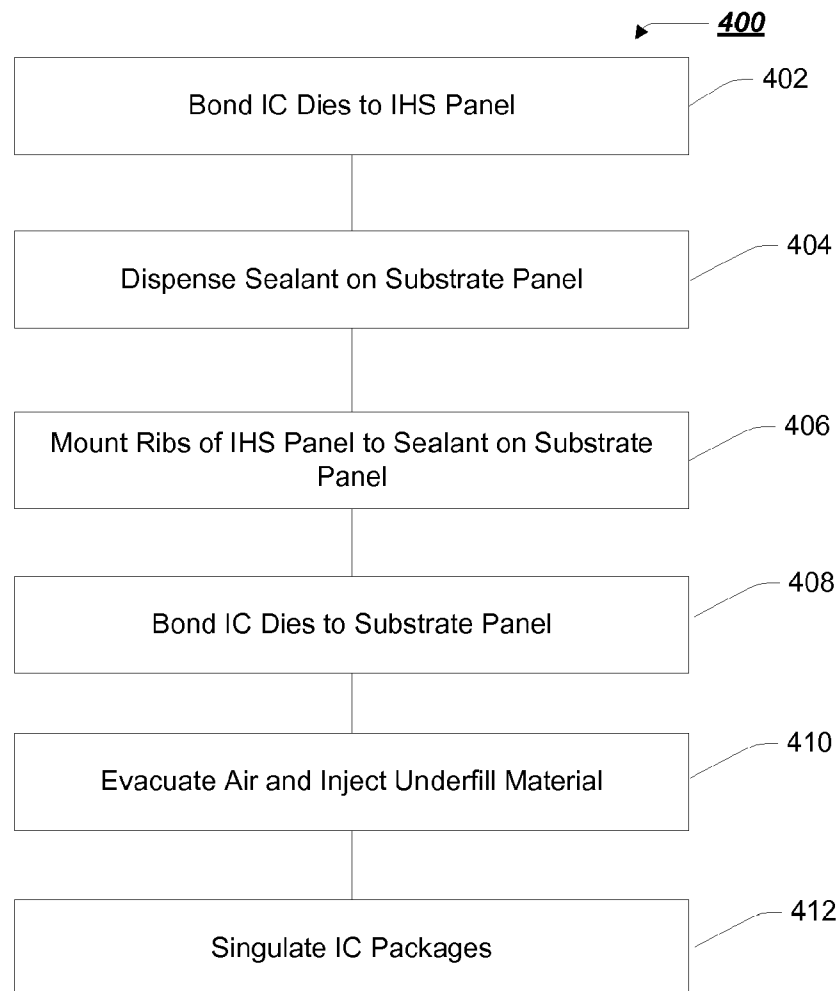 400
Bond IC Dies to IHS Panel
402
Dispense Sealant on Substrate Panel
404
Mount Ribs of IHS Panel to Sealant on Substrate
Panel
406
Bond IC Dies to Substrate Panel
408
Evacuate Air and Inject Underfill Material
410
Singulate IC Packages
412